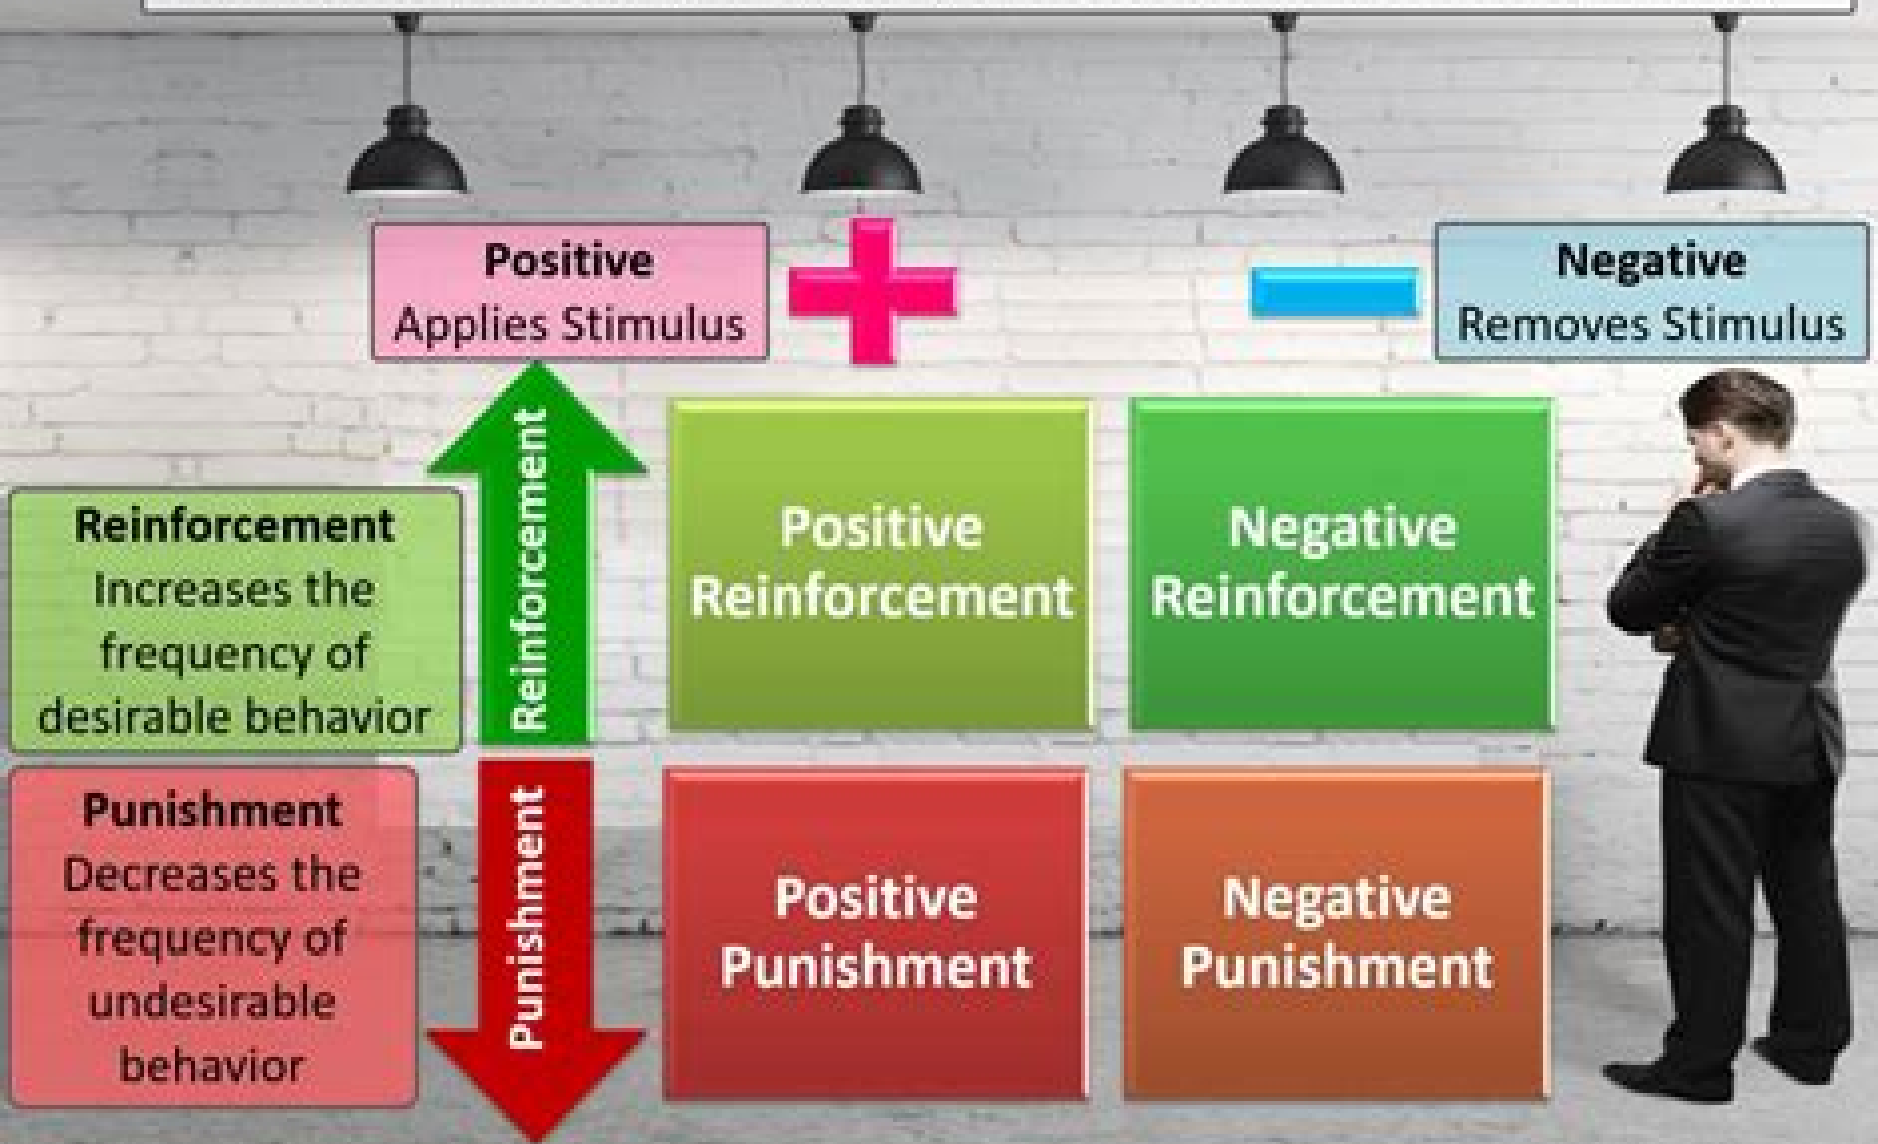 Positive
Applies Stimulus
Negative
Removes Stimulus
Reinforcement
Increases the
frequency of
desirable behavior
Reinforcement
Positive
Reinforcement
Negative
Reinforcement
Punishment
Decreases the
frequency of
undesirable
behavior
Punishment
Positive
Punishment
Negative
Punishment